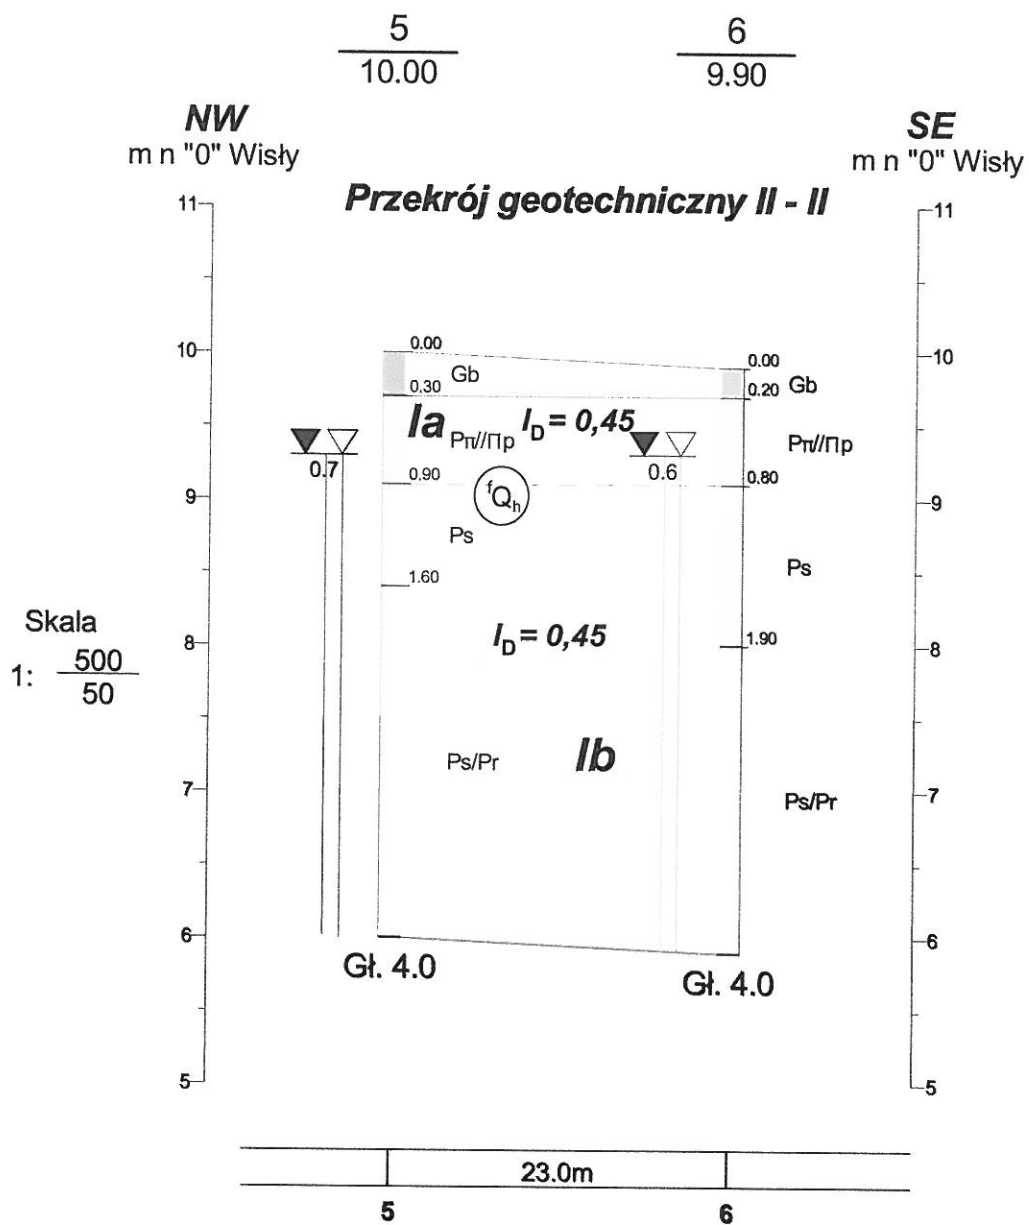 5
10.00
6
9.90
NW
m n "0" Wisły
SE
m n "0" Wisły
Przekrój geotechniczny II - II
11
11
10
0.00
0.00
10
Gb
0.30
0.20
Gb
Ia
I_D = 0,45
Pπ//Πp
Pπ//Πp
0.7
0.6
0.90
0.80
9
fQh
9
Ps
Ps
1.60
Skala
1: 500
50
8
I_D = 0,45
1.90
8
Ps/Pr
Ib
7
Ps/Pr
7
6
6
Gł. 4.0
Gł. 4.0
5
5
23.0m
5
6